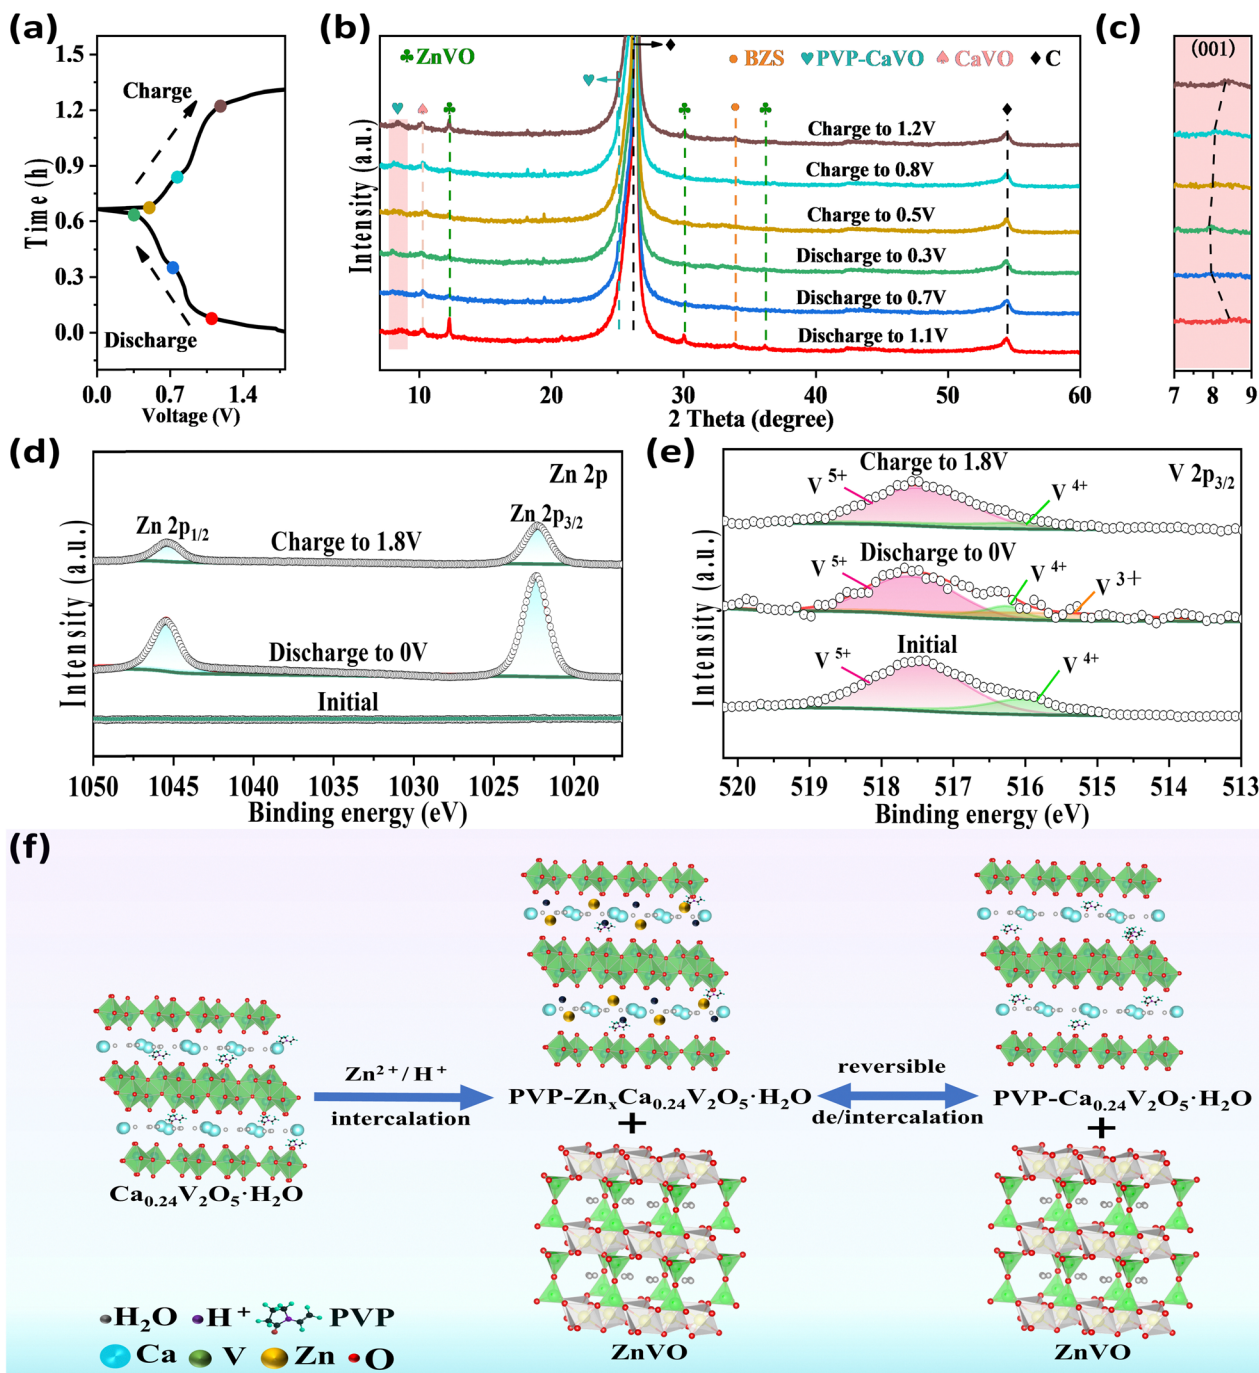 (a)
1.5
1.2
0.9
0.6
0.3
0.0
Time (h)
Charge
Discharge
0.0 0.7 1.4
Voltage (V)
(b)
♣ZnVO
BZS ♥PVP-CaVO ♠CaVO ♦C
Charge to 1.2V
Charge to 0.8V
Charge to 0.5V
Discharge to 0.3V
Discharge to 0.7V
Discharge to 1.1V
Intensity (a.u.)
10 20 30 40 50 60
2 Theta (degree)
(c)
(001)
7 8 9
(d)
Zn 2p
Zn 2p1/2
Zn 2p3/2
Charge to 1.8V
Discharge to 0V
Initial
Intensity (a.u.)
1050 1045 1040 1035 1030 1025 1020
Binding energy (eV)
(e)
Charge to 1.8V
V 2p3/2
V 5+
V 4+
Discharge to 0V
V 5+
V 4+
V 3+
Initial
V 5+
V 4+
Intensity (a.u.)
520 519 518 517 516 515 514 513
Binding energy (eV)
(f)
Zn2+/ H+
intercalation
reversible
de/intercalation
PVP-ZnxCa0.24V2O5·H2O
PVP-Ca0.24V2O5·H2O
+
+
Ca0.24V2O5·H2O
ZnVO
ZnVO
H2O H+ PVP
Ca V Zn O